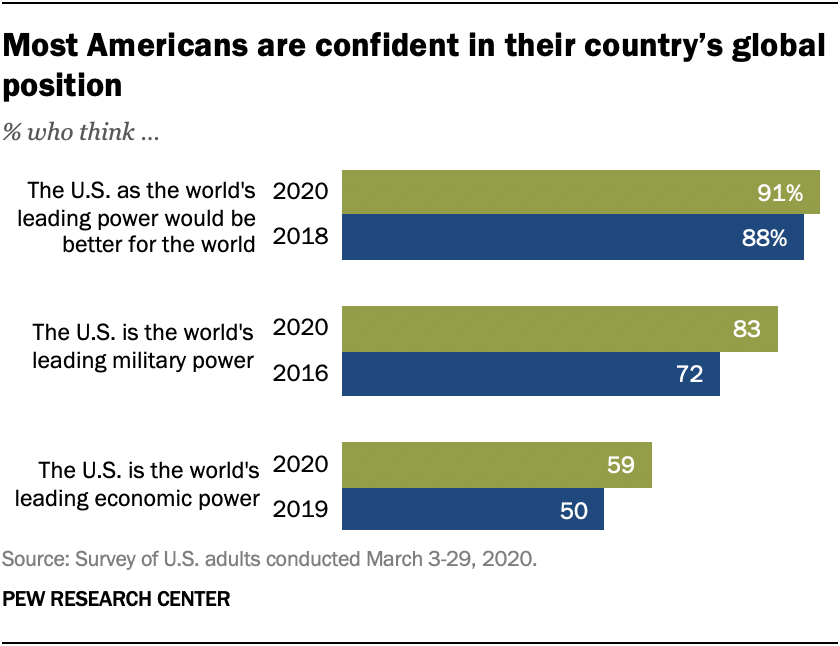 Most Americans are confident in their country’s global
position
% who think ...
The U.S. as the world's
leading power would be
better for the world
2020
91%
2018
88%
The U.S. is the world's
leading military power
2020
83
2016
72
The U.S. is the world's
leading economic power
2020
59
2019
50
Source: Survey of U.S. adults conducted March 3-29, 2020.
PEW RESEARCH CENTER